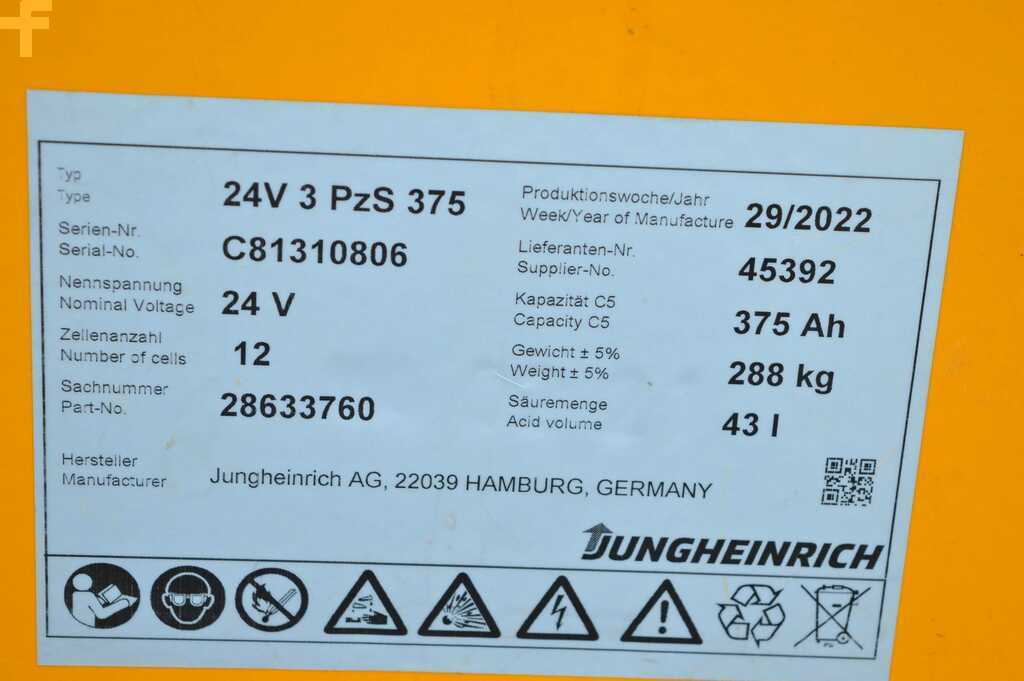 Typ
Type
24V 3 PzS 375
Serien-Nr.
Serial-No.
C81310806
Nennspannung
Nominal Voltage
24 V
Zellenanzahl
Number of cells
12
Sachnummer
Part-No.
28633760
Produktionswoche/Jahr
Week/Year of Manufacture
29/2022
Lieferanten-Nr.
Supplier-No.
45392
Kapazität C5
Capacity C5
375 Ah
Gewicht ± 5%
Weight ± 5%
288 kg
Säuremenge
Acid volume
43 l
Hersteller
Manufacturer
Jungheinrich AG, 22039 HAMBURG, GERMANY
JUNGHEINRICH